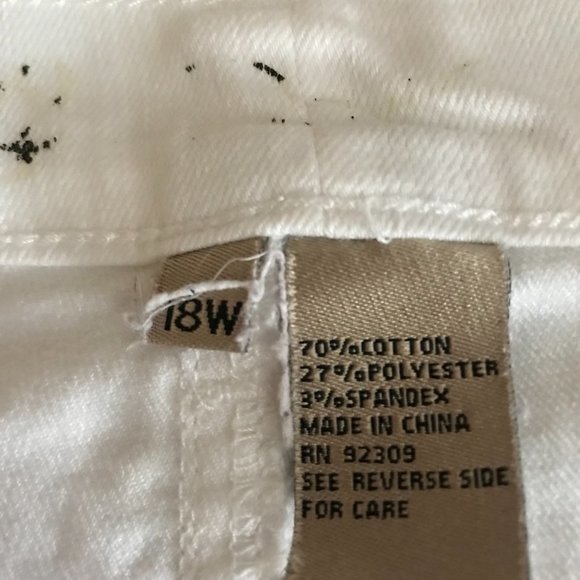 18W
70%COTTON
27%POLYESTER
3%SPANDEX
MADE IN CHINA
RN 92309
SEE REVERSE SIDE
FOR CARE